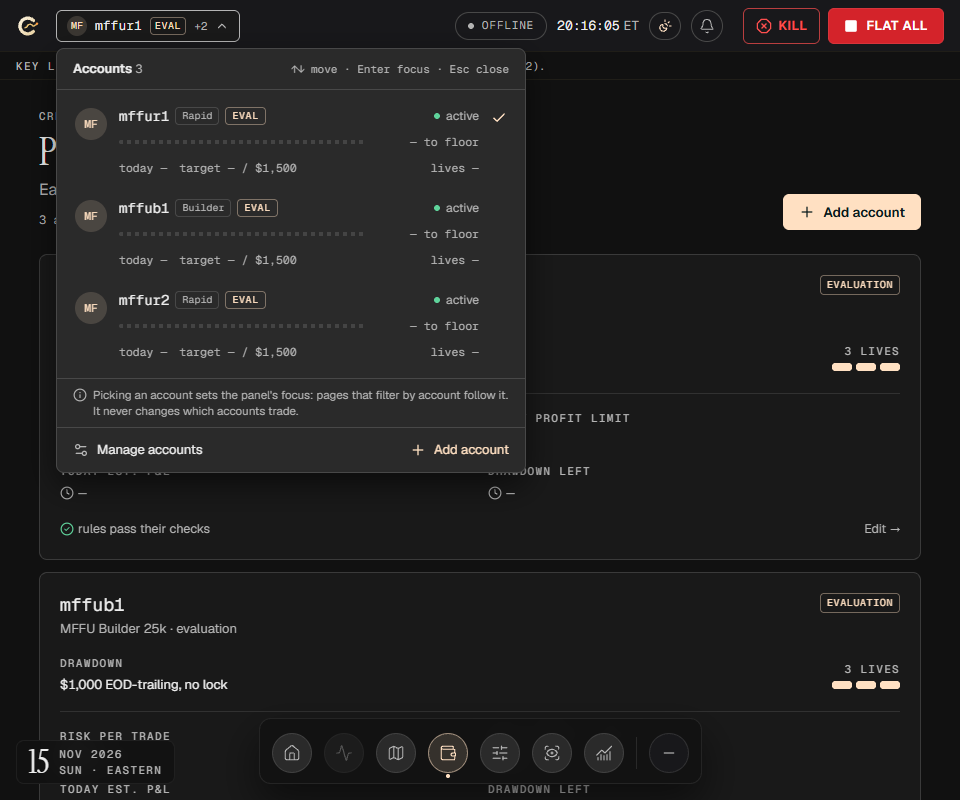 MF mffur1 EVAL +2
OFFLINE
20:16:05 ET
KILL
FLAT ALL
KEY L
2).
Accounts 3
move · Enter focus · Esc close
MF
mffur1 Rapid EVAL
active
— to floor
today — target — / $1,500
lives —
MF
mffub1 Builder EVAL
active
— to floor
today — target — / $1,500
lives —
MF
mffur2 Rapid EVAL
active
— to floor
today — target — / $1,500
lives —
Picking an account sets the panel's focus: pages that filter by account follow it.
It never changes which accounts trade.
Manage accounts
+ Add account
CR
P
Ea
3 a
+ Add account
EVALUATION
3 LIVES
PROFIT LIMIT
TODAY EST. P&L
—
DRAWDOWN LEFT
—
rules pass their checks
Edit →
mffub1
EVALUATION
MFFU Builder 25k · evaluation
DRAWDOWN
$1,000 EOD-trailing, no lock
3 LIVES
RISK PER TRADE
15
NOV 2026
SUN · EASTERN
TODAY EST. P&L
DRAWDOWN LEFT